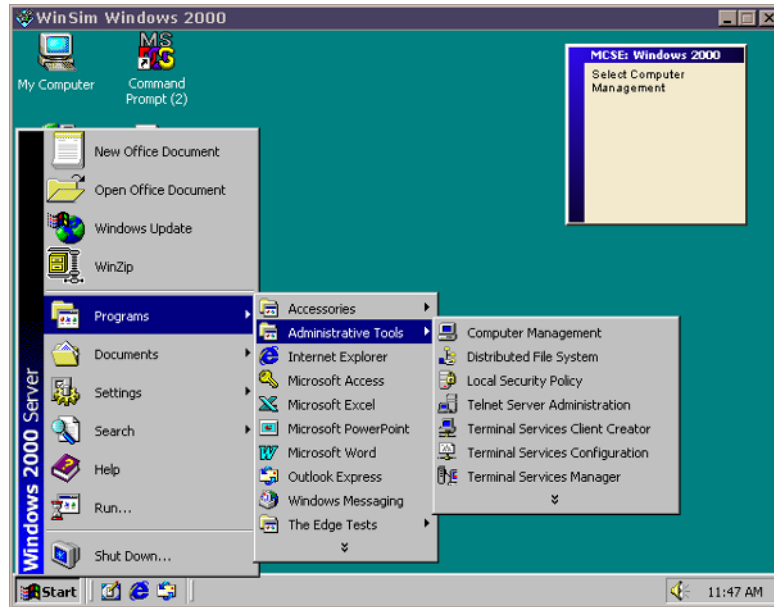 WinSim Windows 2000
My Computer
Command
Prompt (2)
MCSE: Windows 2000
Select Computer
Management
New Office Document
Open Office Document
Windows Update
WinZip
Programs
Documents
Settings
Search
Help
Run...
Shut Down...
Windows 2000 Server
Accessories
Administrative Tools
Internet Explorer
Microsoft Access
Microsoft Excel
Microsoft PowerPoint
Microsoft Word
Outlook Express
Windows Messaging
The Edge Tests
Computer Management
Distributed File System
Local Security Policy
Telnet Server Administration
Terminal Services Client Creator
Terminal Services Configuration
Terminal Services Manager
Start
11:47 AM